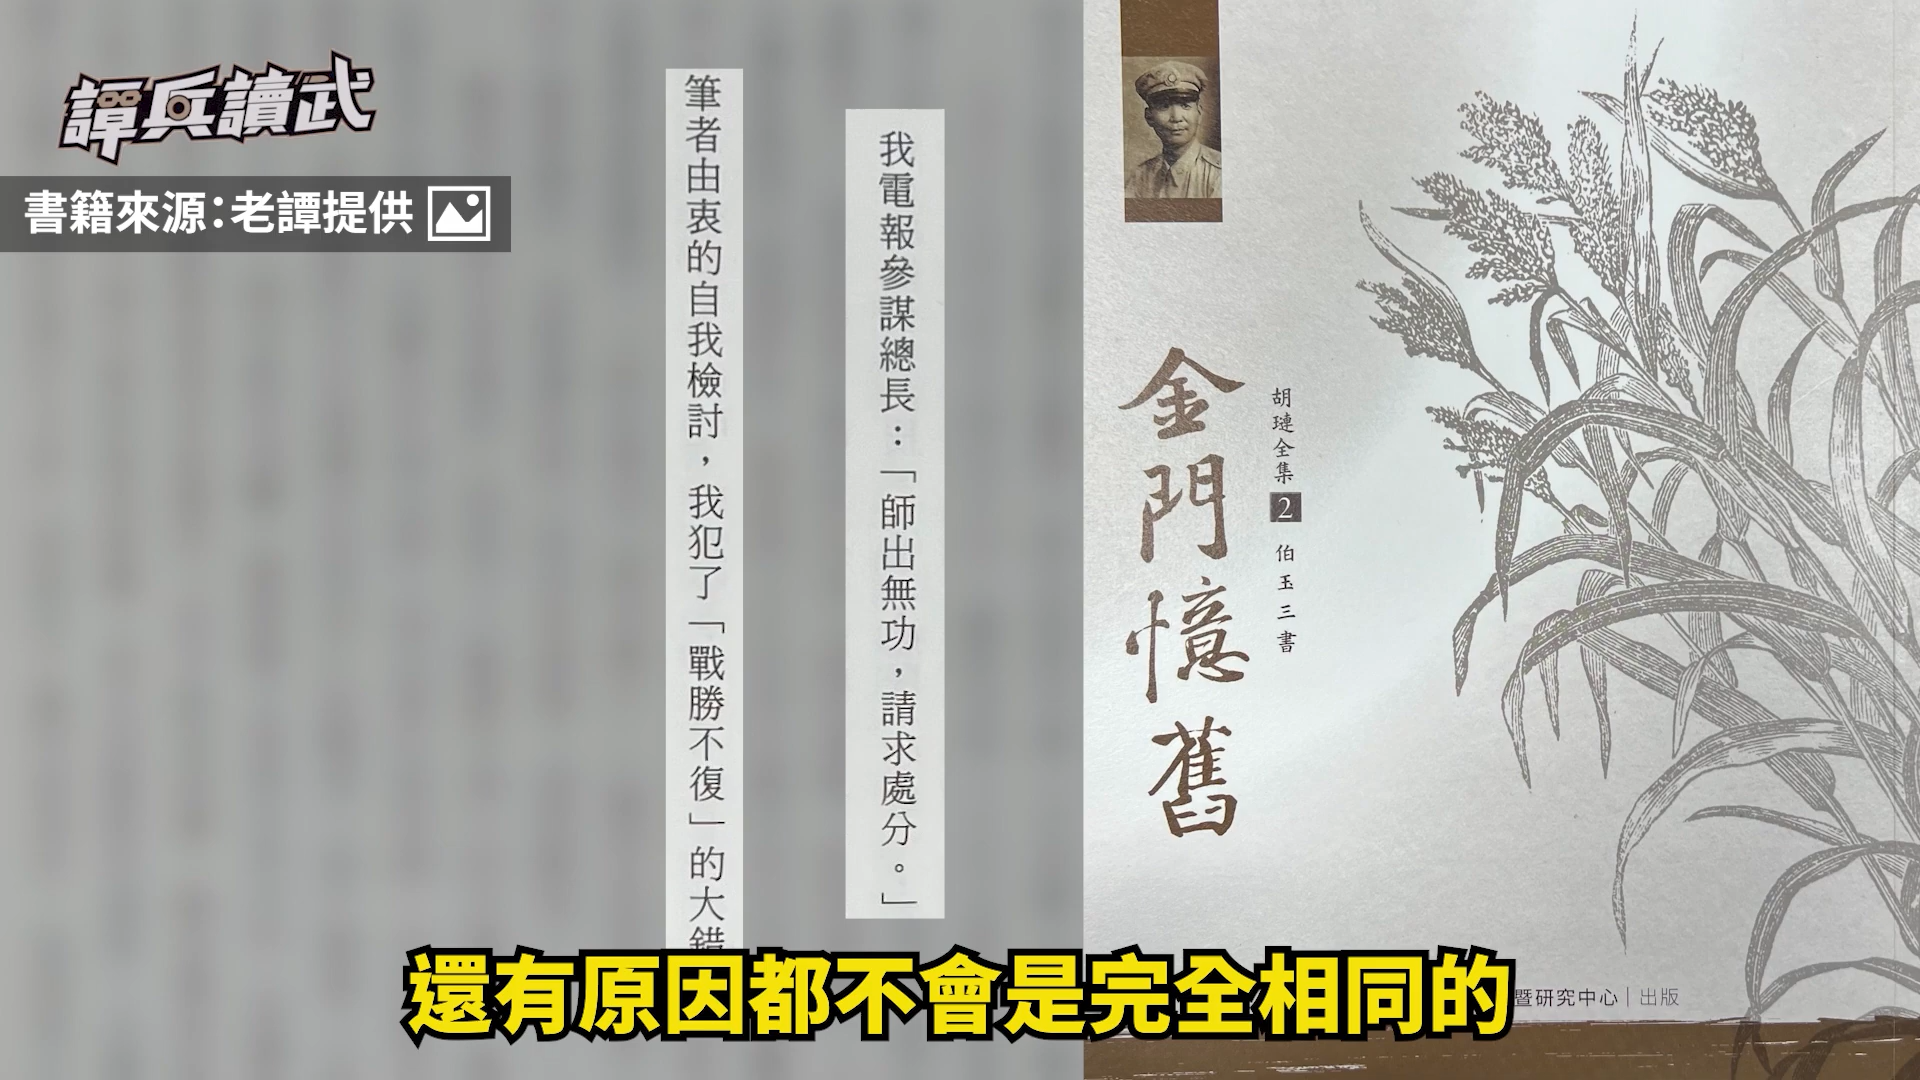 譚兵讀武
書籍來源：老譚提供
我電報參謀總長：「師出無功，請求處分。」
筆者由衷的自我檢討，我犯了「戰勝不復」的大錯
金門憶舊
胡璉全集2 伯玉三書
暨研究中心｜出版
還有原因都不會是完全相同的